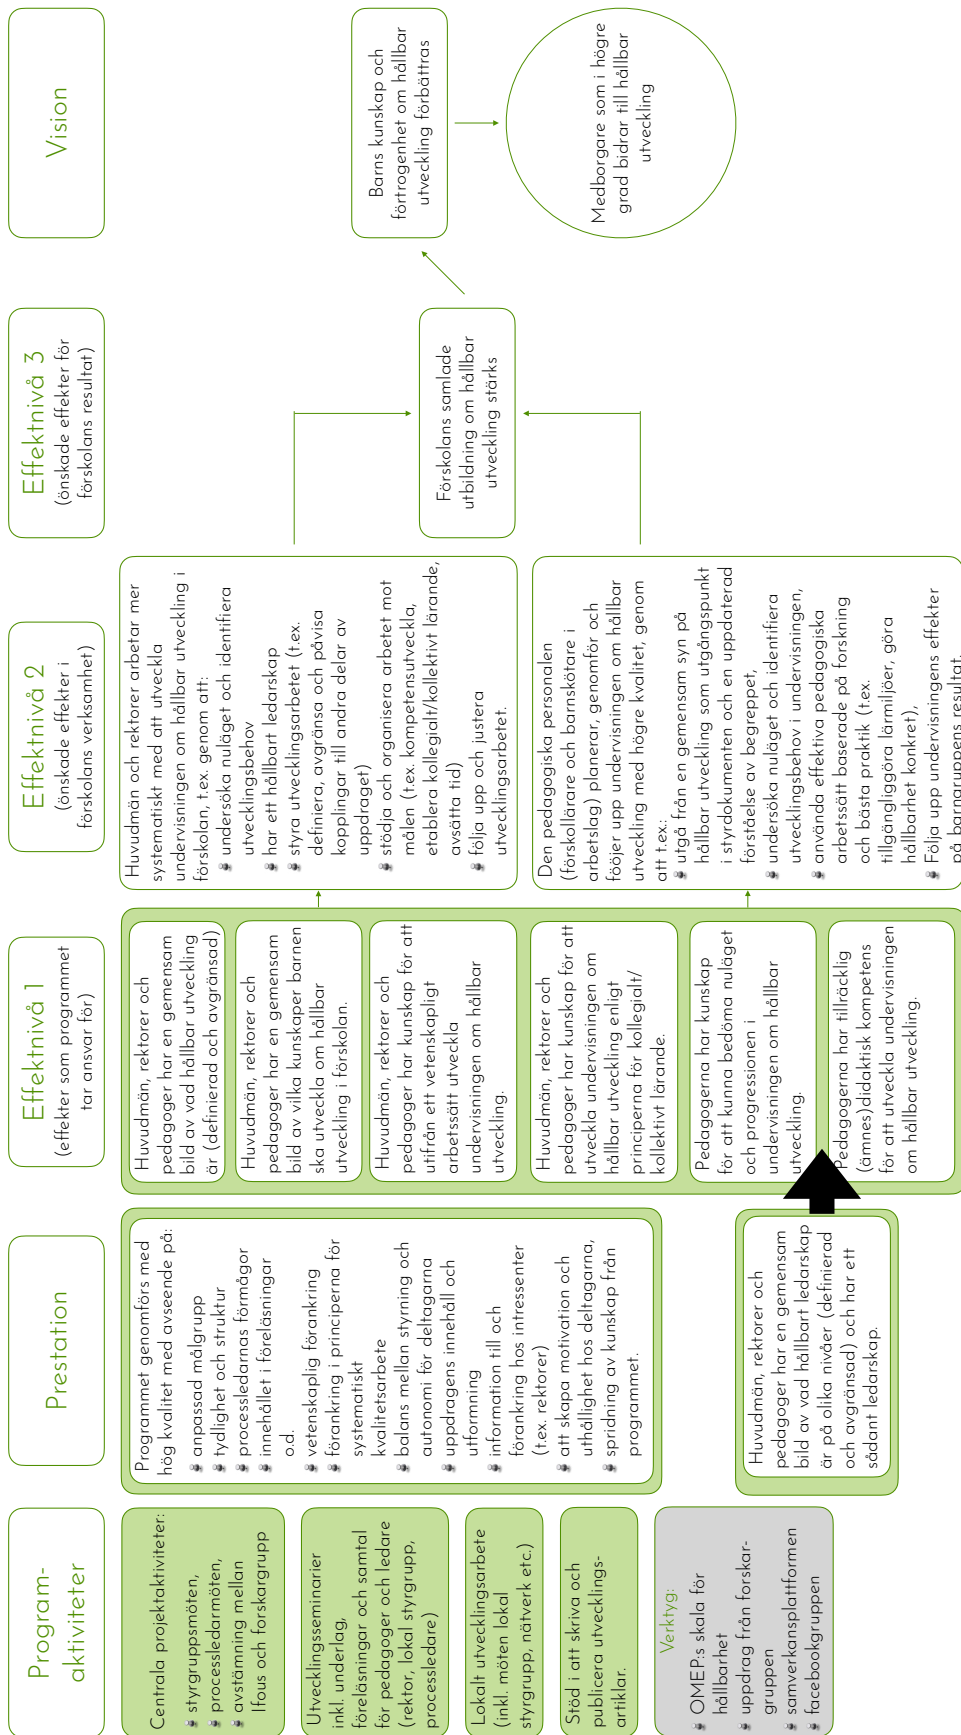 Program-
aktiviteter
Centrala projektaktiviteter:
styrgruppsmöten,
processledarmöten,
avstämning mellan
Ifous och forskargrupp
Utvecklingsseminarier
inkl. underlag,
föreläsningar och samtal
för pedagoger och ledare
(rektor, lokal styrgrupp,
processledare)
Lokalt utvecklingsarbete
(inkl. möten lokal
styrgrupp, nätverk etc.)
Stöd i att skriva och
publicera utvecklings-
artiklar.
Verktyg:
OMEP:s skala för
hållbarhet
uppdrag från forskar-
gruppen
samverkansplattformen
facebookgruppen
Prestation
Programmet genomförs med
hög kvalitet med avseende på:
anpassad målgrupp
tydlighet och struktur
processledarnas förmågor
innehållet i föreläsningar
o.d.
vetenskaplig förankring
förankring i principerna för
systematiskt
kvalitetsarbete
balans mellan styrning och
autonomi för deltagarna
uppdragens innehåll och
utformning
information till och
förankring hos intressenter
(t.ex. rektorer)
att skapa motivation och
uthållighet hos deltagarna,
spridning av kunskap från
programmet.
Huvudmän, rektorer och
pedagoger har en gemensam
bild av vad hållbart ledarskap
är på olika nivåer (definierad
och avgränsad) och har ett
sådant ledarskap.
Effektnivå 1
(effekter som programmet
tar ansvar för)
Huvudmän, rektorer och
pedagoger har en gemensam
bild av vad hållbar utveckling
är (definierad och avgränsad)
Huvudmän, rektorer och
pedagoger har en gemensam
bild av vilka kunskaper barnen
ska utveckla om hållbar
utveckling i förskolan.
Huvudmän, rektorer och
pedagoger har kunskap för att
utifrån ett vetenskapligt
arbetssätt utveckla
undervisningen om hållbar
utveckling.
Huvudmän, rektorer och
pedagoger har kunskap för att
utveckla undervisningen om
hållbar utveckling enligt
principerna för kollegialt/
kollektivt lärande.
Pedagogerna har kunskap
för att kunna bedöma nuläget
och progressionen i
undervisningen om hållbar
utveckling.
Pedagogerna har tillräcklig
(ämnes)didaktisk kompetens
för att utveckla undervisningen
om hållbar utveckling.
Effektnivå 2
(önskade effekter i
förskolans verksamhet)
Huvudmän och rektorer arbetar mer
systematiskt med att utveckla
undervisningen om hållbar utveckling i
förskolan, t.ex. genom att:
undersöka nuläget och identifiera
utvecklingsbehov
har ett hållbart ledarskap
styra utvecklingsarbetet (t.ex.
definiera, avgränsa och påvisa
kopplingar till andra delar av
uppdraget)
stödja och organisera arbetet mot
målen (t.ex. kompetensutveckla,
etablera kollegialt/kollektivt lärande,
avsätta tid)
följa upp och justera
utvecklingsarbetet.
Den pedagogiska personalen
(förskollärare och barnskötare i
arbetslag) planerar, genomför och
fööjer upp undervisningen om hållbar
utveckling med högre kvalitet, genom
att t.ex.:
utgå från en gemensam syn på
hållbar utveckling som utgångspunkt
i styrdokumenten och en uppdaterad
förståelse av begreppet,
undersöka nuläget och identifiera
utvecklingsbehov i undervisningen,
använda effektiva pedagogiska
arbetssätt baserade på forskning
och bästa praktik (t.ex.
tillgängliggöra lärmiljöer, göra
hållbarhet konkret),
Följa upp undervisningens effekter
på barnaruppens resultat.
Effektnivå 3
(önskade effekter för
förskolans resultat)
Förskolans samlade
utbildning om hållbar
utveckling stärks
Vision
Barns kunskap och
förtrogenhet om hållbar
utveckling förbättras
Medborgare som i högre
grad bidrar till hållbar
utveckling